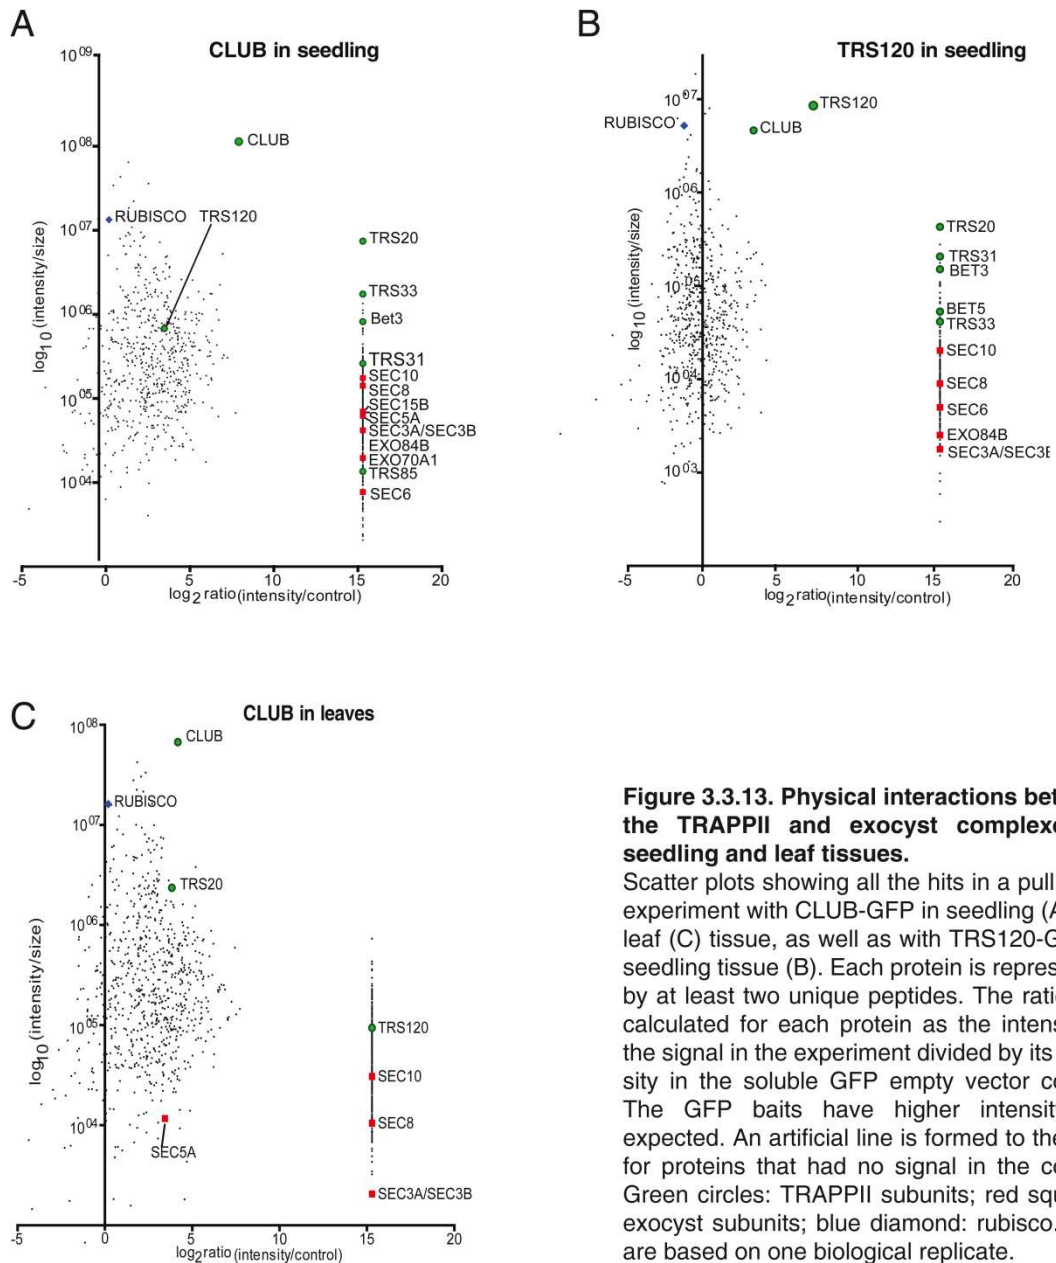 A
CLUB in seedling
log10 (intensity/size)
10^09
10^08
10^07
10^06
10^05
10^04
CLUB
RUBISCO
TRS120
TRS20
TRS33
Bet3
TRS31
SEC10
SEC8
SEC15B
SEC5A
SEC3A/SEC3B
EXO84B
EXO70A1
TRS85
SEC6
-5 0 5 10 15 20
log2 ratio(intensity/control)
B
TRS120 in seedling
log10 (intensity/size)
10^07
10^06
10^05
10^04
10^03
RUBISCO
TRS120
CLUB
TRS20
TRS31
BET3
BET5
TRS33
SEC10
SEC8
SEC6
EXO84B
SEC3A/SEC3
-5 0 5 10 15 20
log2 ratio(intensity/control)
C
CLUB in leaves
log10 (intensity/size)
10^08
10^07
10^06
10^05
10^04
CLUB
RUBISCO
TRS20
TRS120
SEC10
SEC8
SEC5A
SEC3A/SEC3B
-5 0 5 10 15 20
log2 ratio(intensity/control)
Figure 3.3.13. Physical interactions bet
the TRAPPII and exocyst complexe
seedling and leaf tissues.
Scatter plots showing all the hits in a pull
experiment with CLUB-GFP in seedling (A
leaf (C) tissue, as well as with TRS120-G
seedling tissue (B). Each protein is repres
by at least two unique peptides. The ratio
calculated for each protein as the intens
the signal in the experiment divided by its
sity in the soluble GFP empty vector co
The GFP baits have higher intensity
expected. An artificial line is formed to the
for proteins that had no signal in the co
Green circles: TRAPPII subunits; red squ
exocyst subunits; blue diamond: rubisco.
are based on one biological replicate.